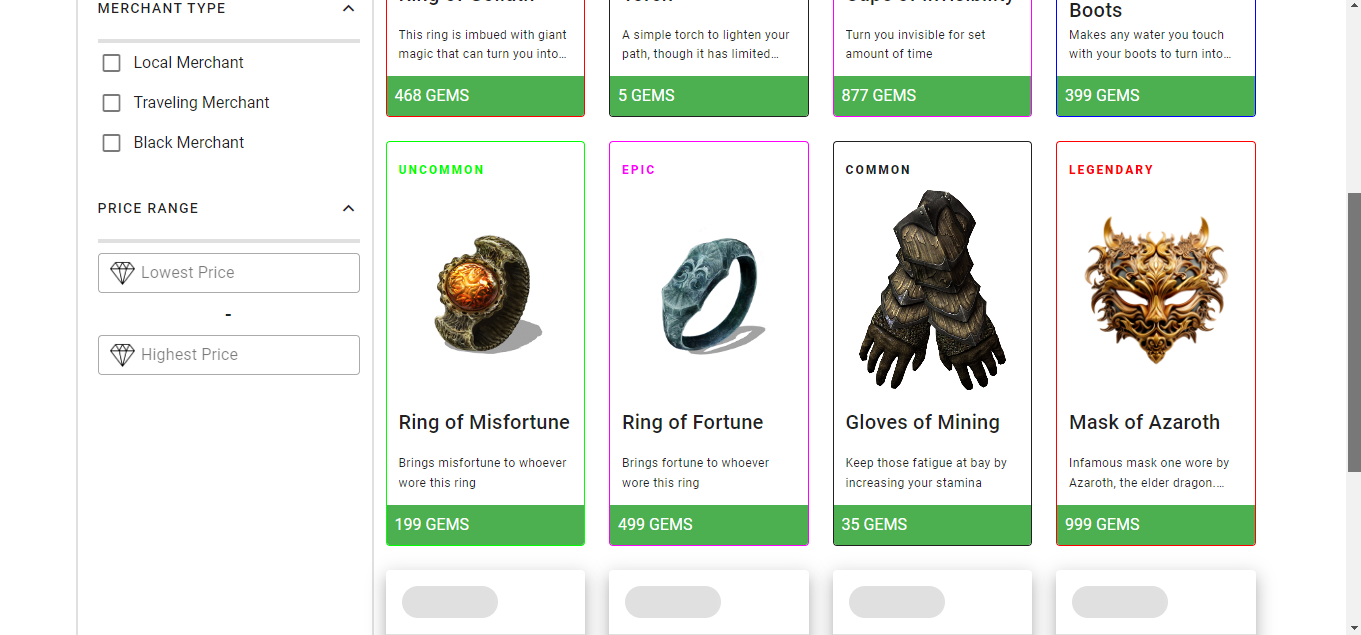 MERCHANT TYPE
Local Merchant
Traveling Merchant
Black Merchant
PRICE RANGE
Lowest Price
-
Highest Price
Boots
This ring is imbued with giant
magic that can turn you into…
468 GEMS
A simple torch to lighten your
path, though it has limited…
5 GEMS
Turn you invisible for set
amount of time
877 GEMS
Makes any water you touch
with your boots to turn into…
399 GEMS
UNCOMMON
Ring of Misfortune
Brings misfortune to whoever
wore this ring
199 GEMS
EPIC
Ring of Fortune
Brings fortune to whoever
wore this ring
499 GEMS
COMMON
Gloves of Mining
Keep those fatigue at bay by
increasing your stamina
35 GEMS
LEGENDARY
Mask of Azaroth
Infamous mask one wore by
Azaroth, the elder dragon.…
999 GEMS